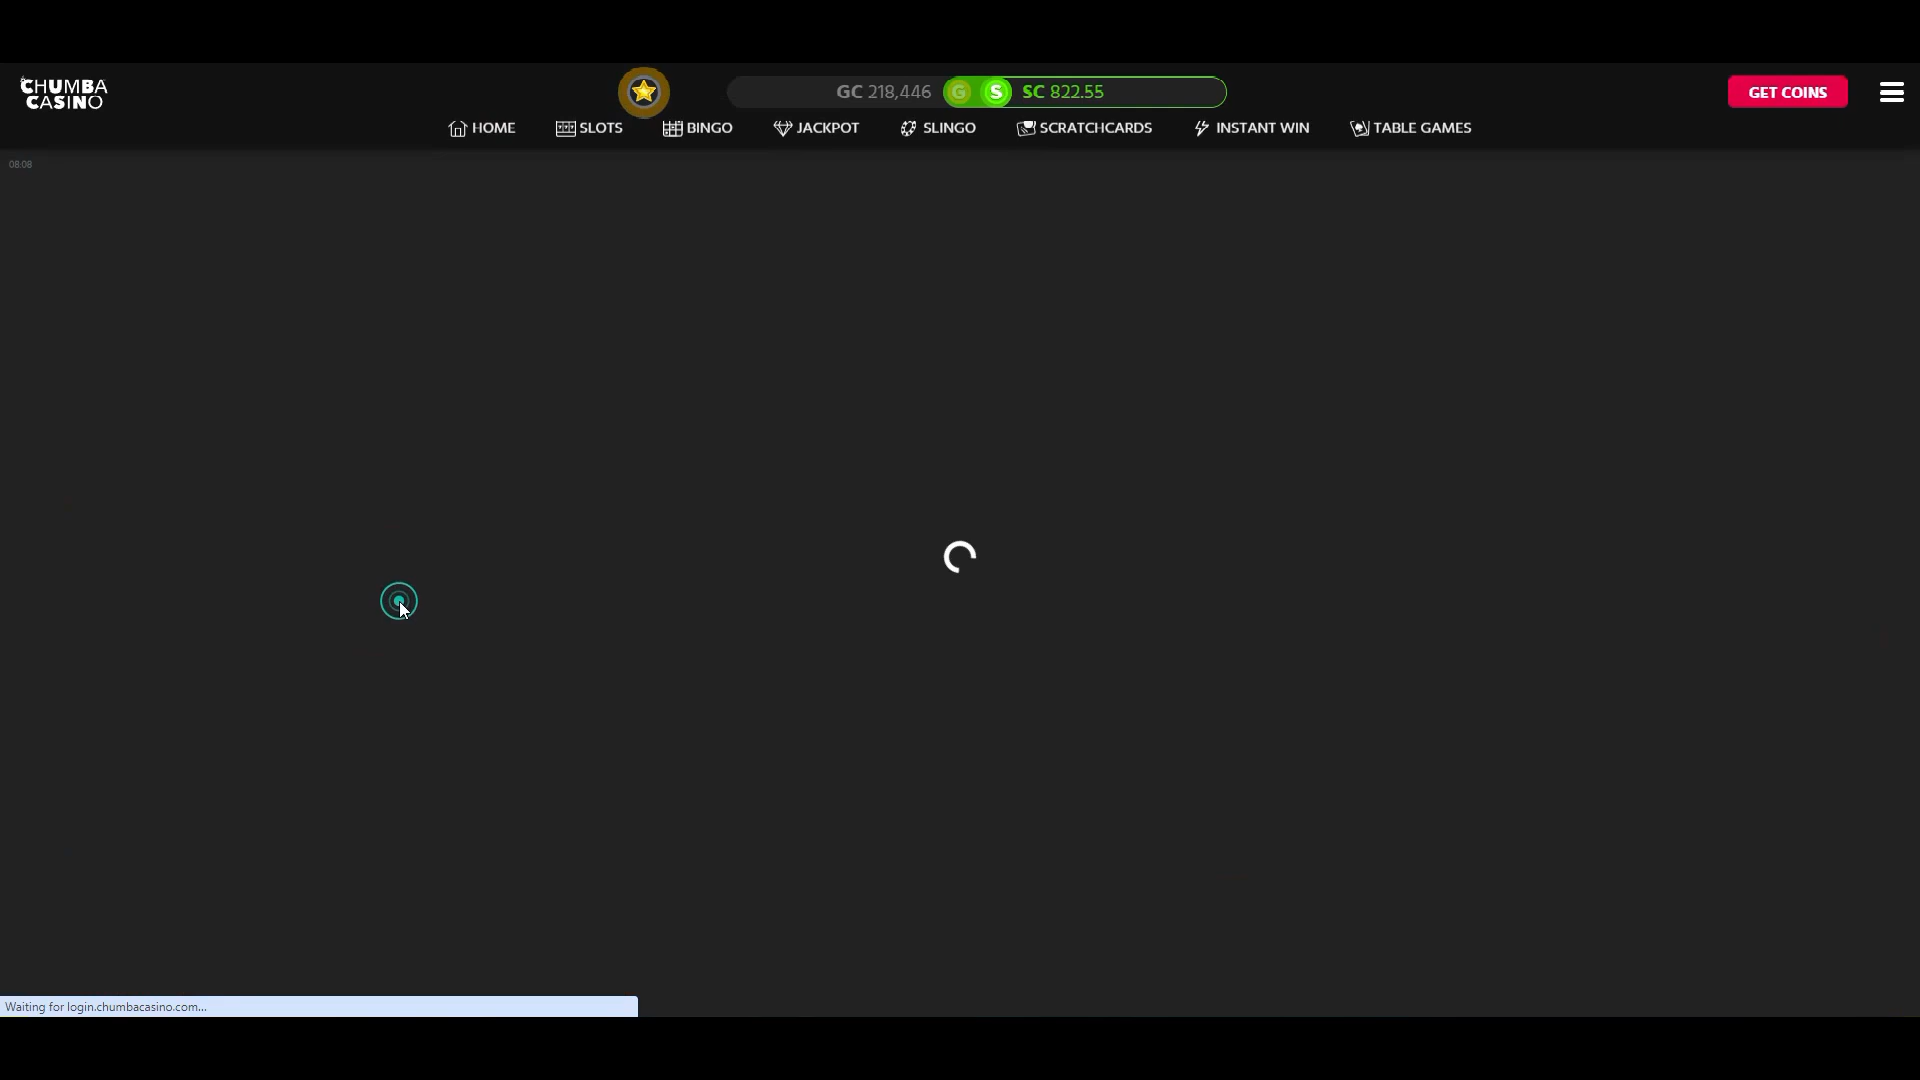 CHUMBA
CASINO
GC 218,446 G S SC 822.55
GET COINS
HOME SLOTS BINGO JACKPOT SLINGO SCRATCHCARDS INSTANT WIN TABLE GAMES
08:08
Waiting for login.chumbacasino.com...